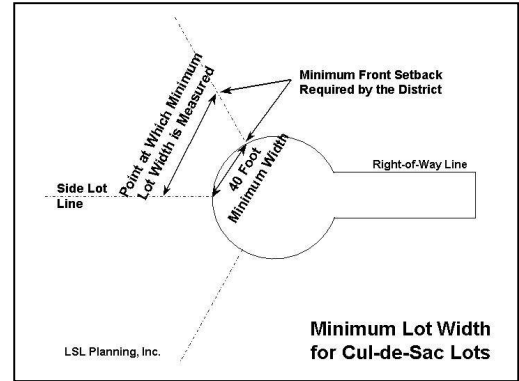 Point at Which Minimum
Lot Width is Measured
Minimum Front Setback
Required by the District
40 Foot
Minimum Width
Right-of-Way Line
Side Lot
Line
LSL Planning, Inc.
Minimum Lot Width
for Cul-de-Sac Lots